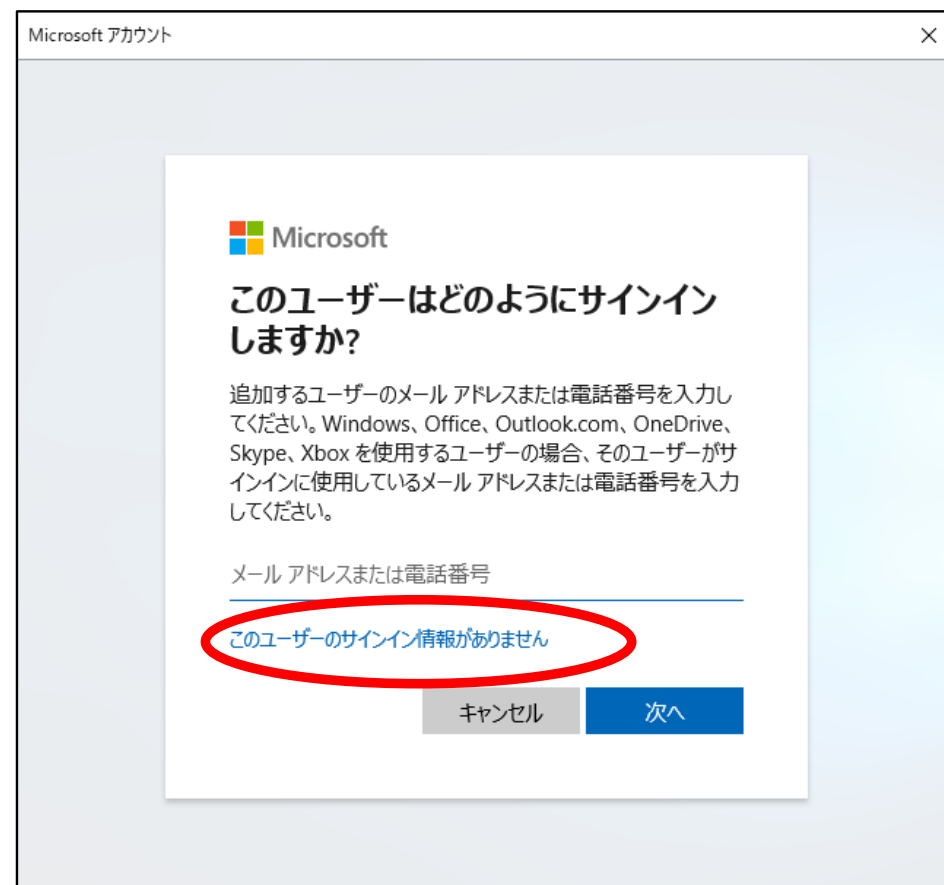 Microsoft アカウント
Microsoft
このユーザーはどのようにサインイン
しますか?
追加するユーザーのメール アドレスまたは電話番号を入力し
てください。Windows、Office、Outlook.com、OneDrive、
Skype、Xbox を使用するユーザーの場合、そのユーザーがサ
インインに使用しているメール アドレスまたは電話番号を入力
してください。
メール アドレスまたは電話番号
このユーザーのサインイン情報がありません
キャンセル 次へ